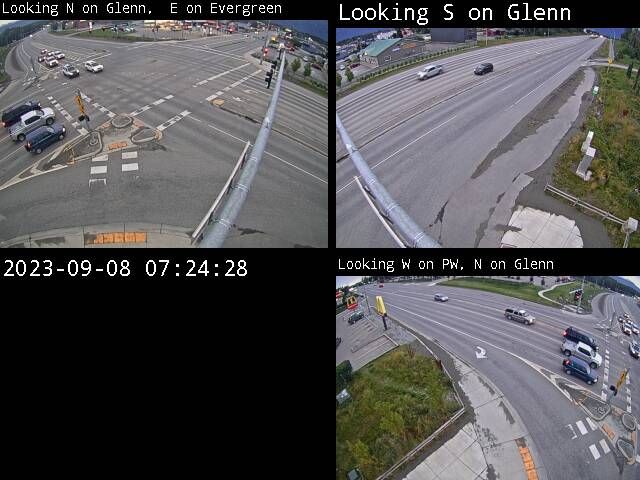 Looking N on Glenn,  E on Evergreen
Looking S on Glenn
2023-09-08 07:24:28
Looking W on PW, N on Glenn